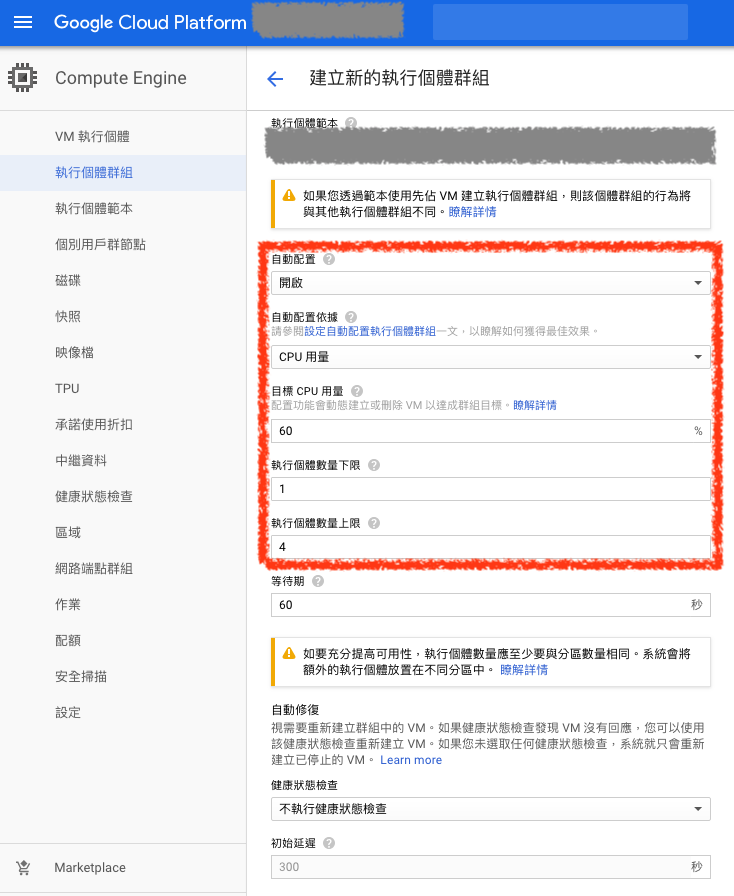 Google Cloud Platform
Compute Engine
建立新的執行個體群組
VM 執行個體
執行個體群組
執行個體範本
個別用戶群節點
磁碟
快照
映像檔
TPU
承諾使用折扣
中繼資料
健康狀態檢查
區域
網路端點群組
作業
配額
安全掃描
設定
Marketplace
執行個體範本
如果您透過範本使用先佔 VM 建立執行個體群組，則該個體群組的行為將
與其他執行個體群組不同。瞭解詳情
自動配置
開啟
自動配置依據
請參閱設定自動配置執行個體群組一文，以瞭解如何獲得最佳效果。
CPU 用量
目標 CPU 用量
配置功能會動態建立或刪除 VM 以達成群組目標。瞭解詳情
60 %
執行個體數量下限
1
執行個體數量上限
4
等待期
60 秒
如要充分提高可用性，執行個體數量應至少要與分區數量相同。系統會將
額外的執行個體放置在不同分區中。 瞭解詳情
自動修復
視需要重新建立群組中的 VM。如果健康狀態檢查發現 VM 沒有回應，您可以使用
該健康狀態檢查重新建立 VM。如果您未選取任何健康狀態檢查，系統就只會重新
建立已停止的 VM。 Learn more
健康狀態檢查
不執行健康狀態檢查
初始延遲
300 秒